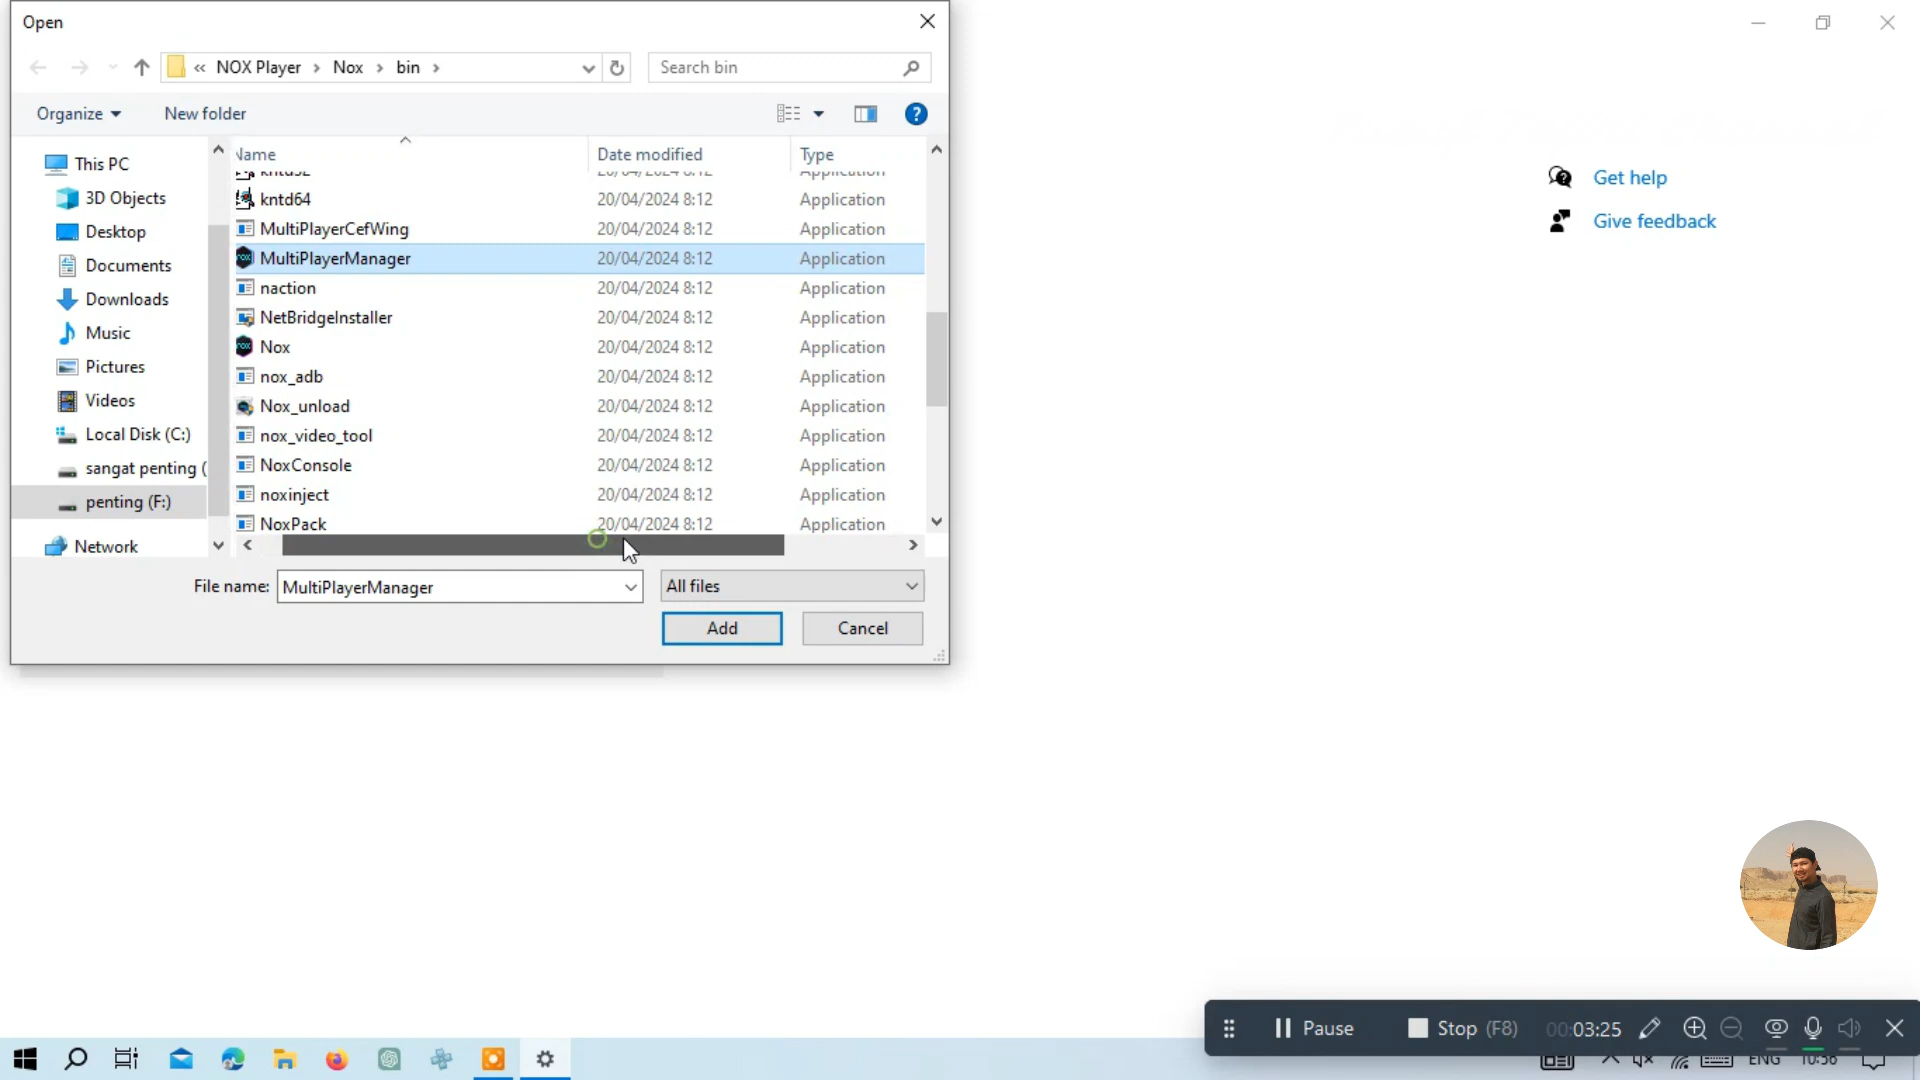 Open
« NOX Player › Nox › bin ›
Search bin
Organize
New folder
This PC
3D Objects
Desktop
Documents
Downloads
Music
Pictures
Videos
Local Disk (C:)
sangat penting (
penting (F:)
Network
Name Date modified Type
kntd64 20/04/2024 8:12 Application
MultiPlayerCefWing 20/04/2024 8:12 Application
MultiPlayerManager 20/04/2024 8:12 Application
naction 20/04/2024 8:12 Application
NetBridgeInstaller 20/04/2024 8:12 Application
Nox 20/04/2024 8:12 Application
nox_adb 20/04/2024 8:12 Application
Nox_unload 20/04/2024 8:12 Application
nox_video_tool 20/04/2024 8:12 Application
NoxConsole 20/04/2024 8:12 Application
noxinject 20/04/2024 8:12 Application
NoxPack 20/04/2024 8:12 Application
File name: MultiPlayerManager
All files
Add
Cancel
Get help
Give feedback
Pause
Stop (F8)
00:03:25
ENG
10:56